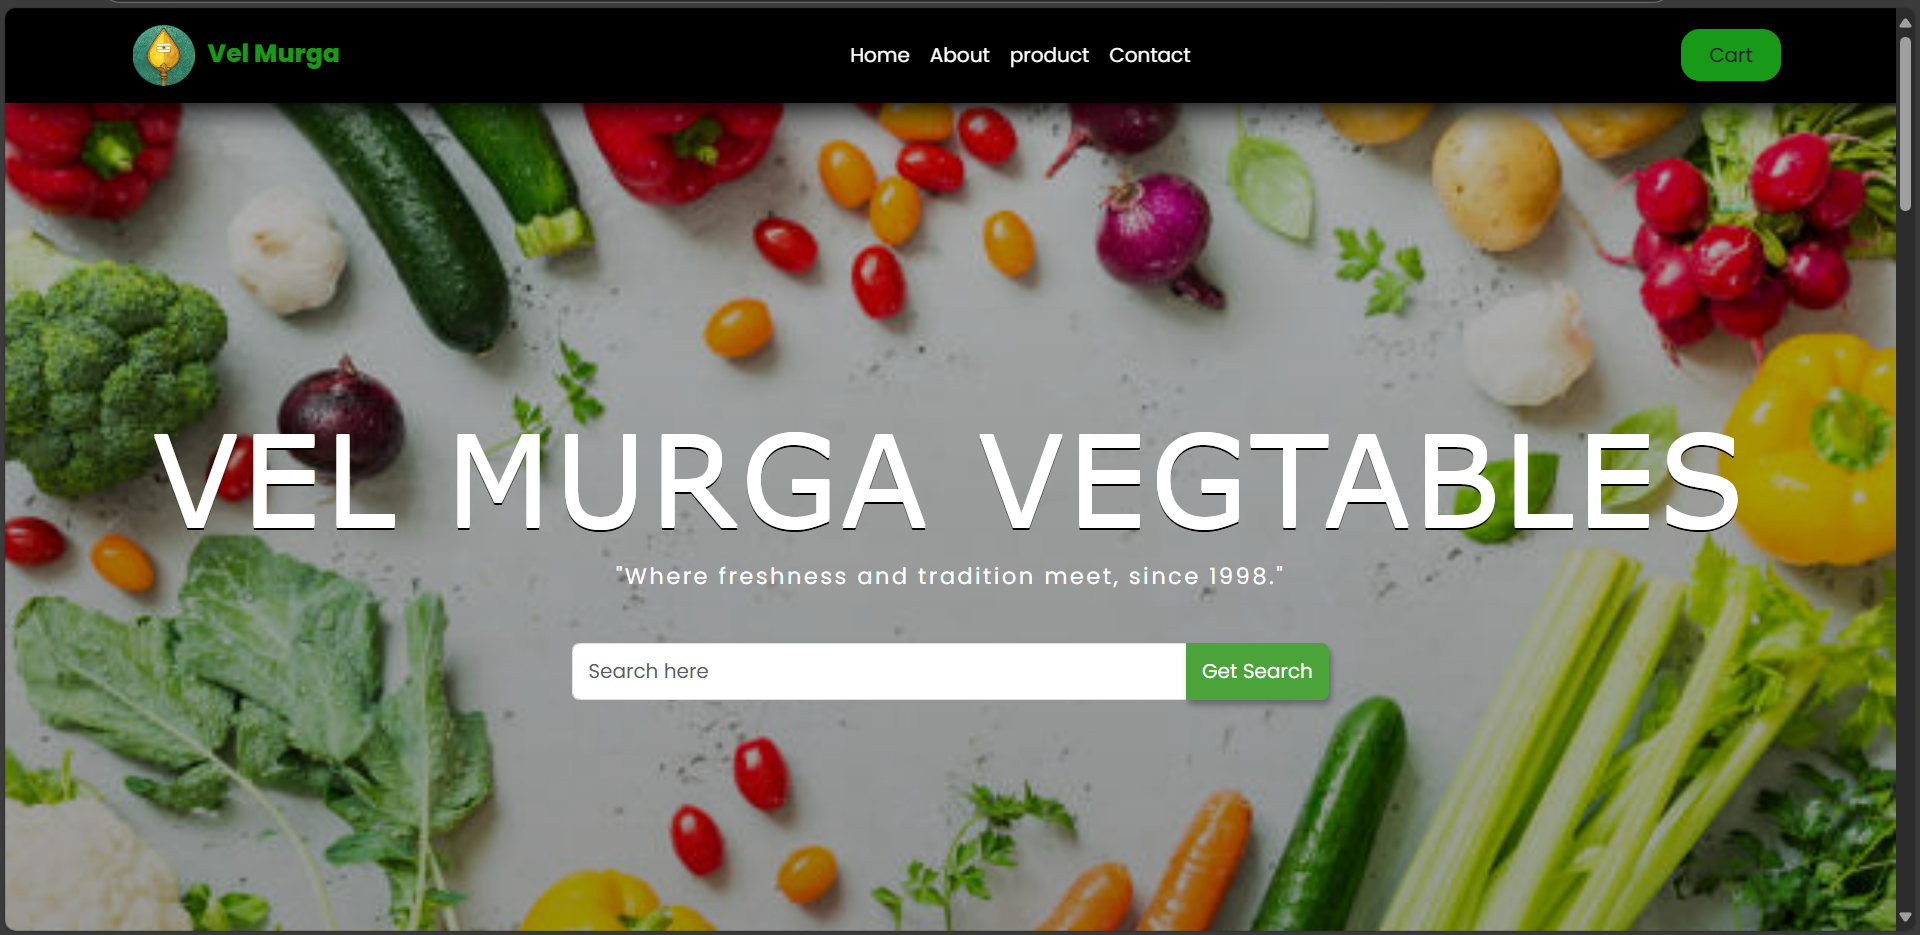 Vel Murga
Home About product Contact
Cart
VEL MURGA VEGTABLES
"Where freshness and tradition meet, since 1998."
Search here
Get Search